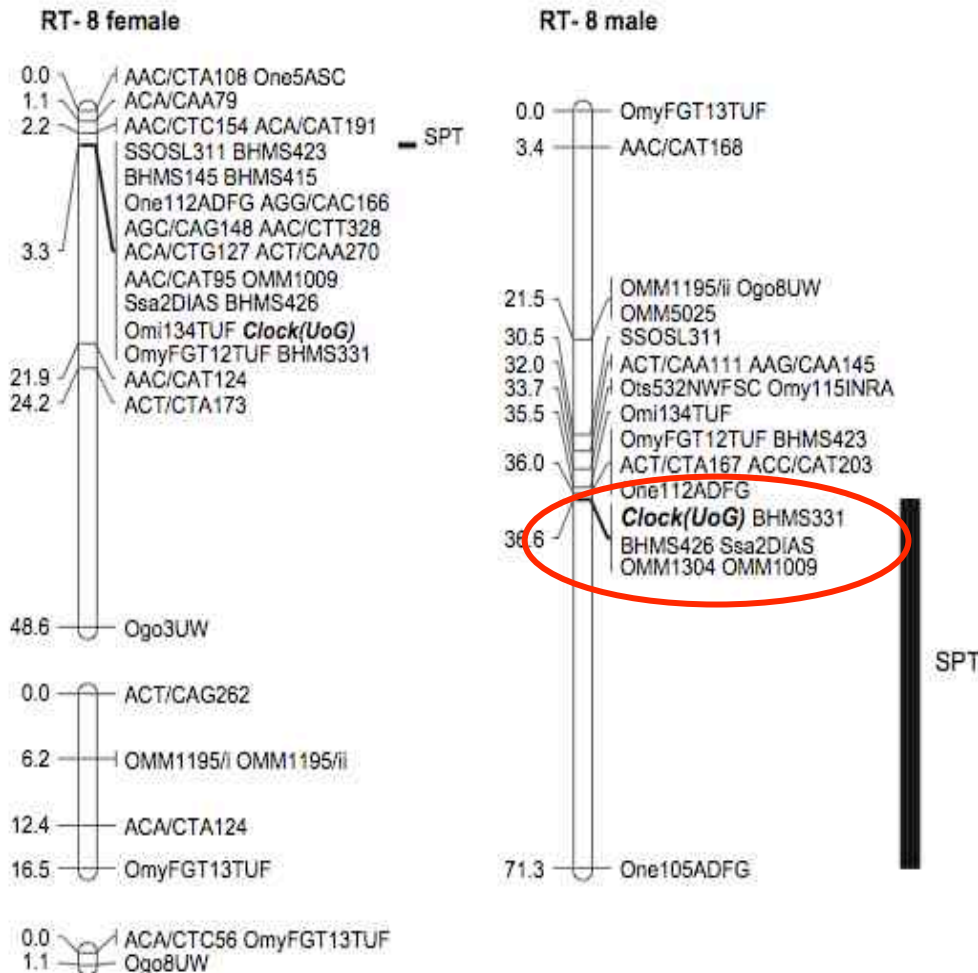 RT- 8 female
0.0 AAC/CTA108 One5ASC
1.1 ACA/CAA79
2.2 AAC/CTC154 ACA/CAT191
SPT
SSOSL311 BHMS423
BHMS145 BHMS415
One112ADFG AGG/CAC166
AGC/CAG148 AAC/CTT328
3.3 ACA/CTG127 ACT/CAA270
AAC/CAT95 OMM1009
Ssa2DIAS BHMS426
Omi134TUF Clock(UoG)
OmyFGT12TUF BHMS331
21.9 AAC/CAT124
24.2 ACT/CTA173
48.6 Ogo3UW
0.0 ACT/CAG262
6.2 OMM1195/i OMM1195/ii
12.4 ACA/CTA124
16.5 OmyFGT13TUF
0.0 ACA/CTC56 OmyFGT13TUF
1.1 Ogo8UW
RT- 8 male
0.0 OmyFGT13TUF
3.4 AAC/CAT168
21.5 OMM1195/ii Ogo8UW
OMM5025
30.5 SSOSL311
32.0 ACT/CAA111 AAG/CAA145
33.7 Ots532NWFSC Omy115INRA
35.5 Omi134TUF
OmyFGT12TUF BHMS423
36.0 ACT/CTA167 ACC/CAT203
One112ADFG
Clock(UoG) BHMS331
36.6 BHMS426 Ssa2DIAS
OMM1304 OMM1009
SPT
71.3 One105ADFG